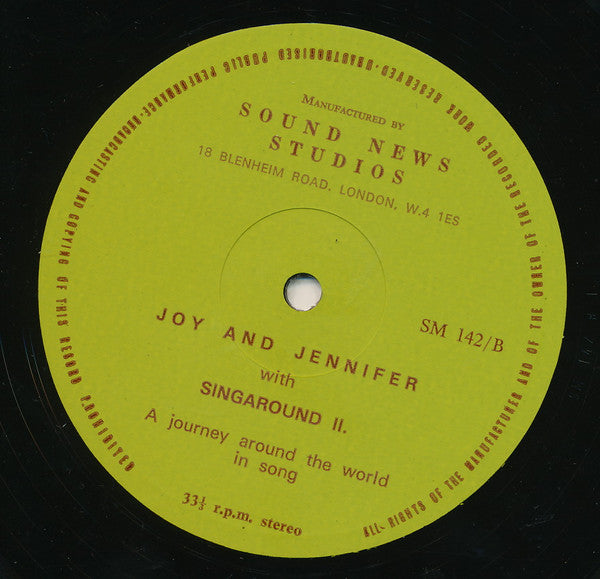 MANUFACTURED BY
SOUND NEWS
STUDIOS
18 BLENHEIM ROAD, LONDON, W.4 1ES
SM 142/B
JOY AND JENNIFER
with
SINGAROUND II.
A journey around the world
in song
33⅓ r.p.m. stereo
ALL RIGHTS OF THE MANUFACTURER AND OF THE OWNER OF THE RECORDED WORK RESERVED·UNAUTHORISED PUBLIC PERFORMANCE·BROADCASTING AND COPYING OF THIS RECORD PROHIBITED